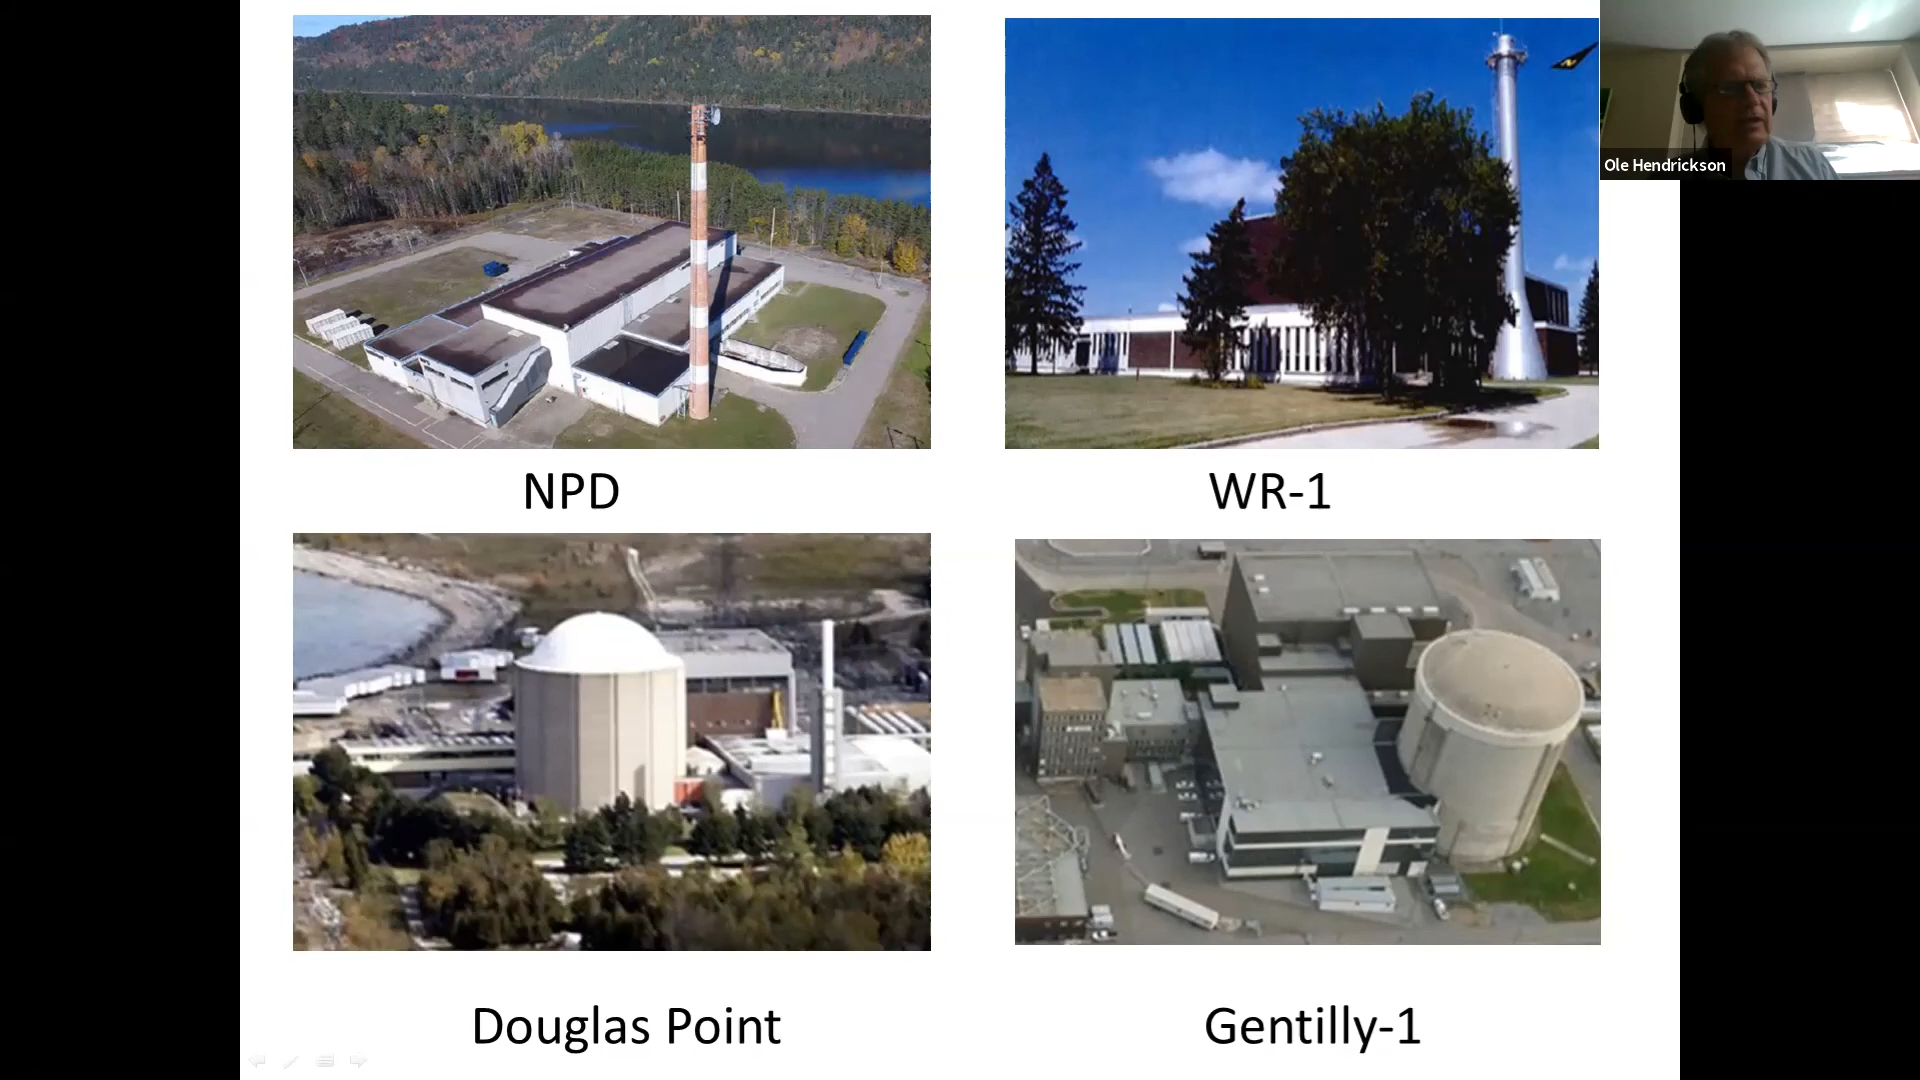 Ole Hendrickson
NPD
WR-1
Douglas Point
Gentilly-1